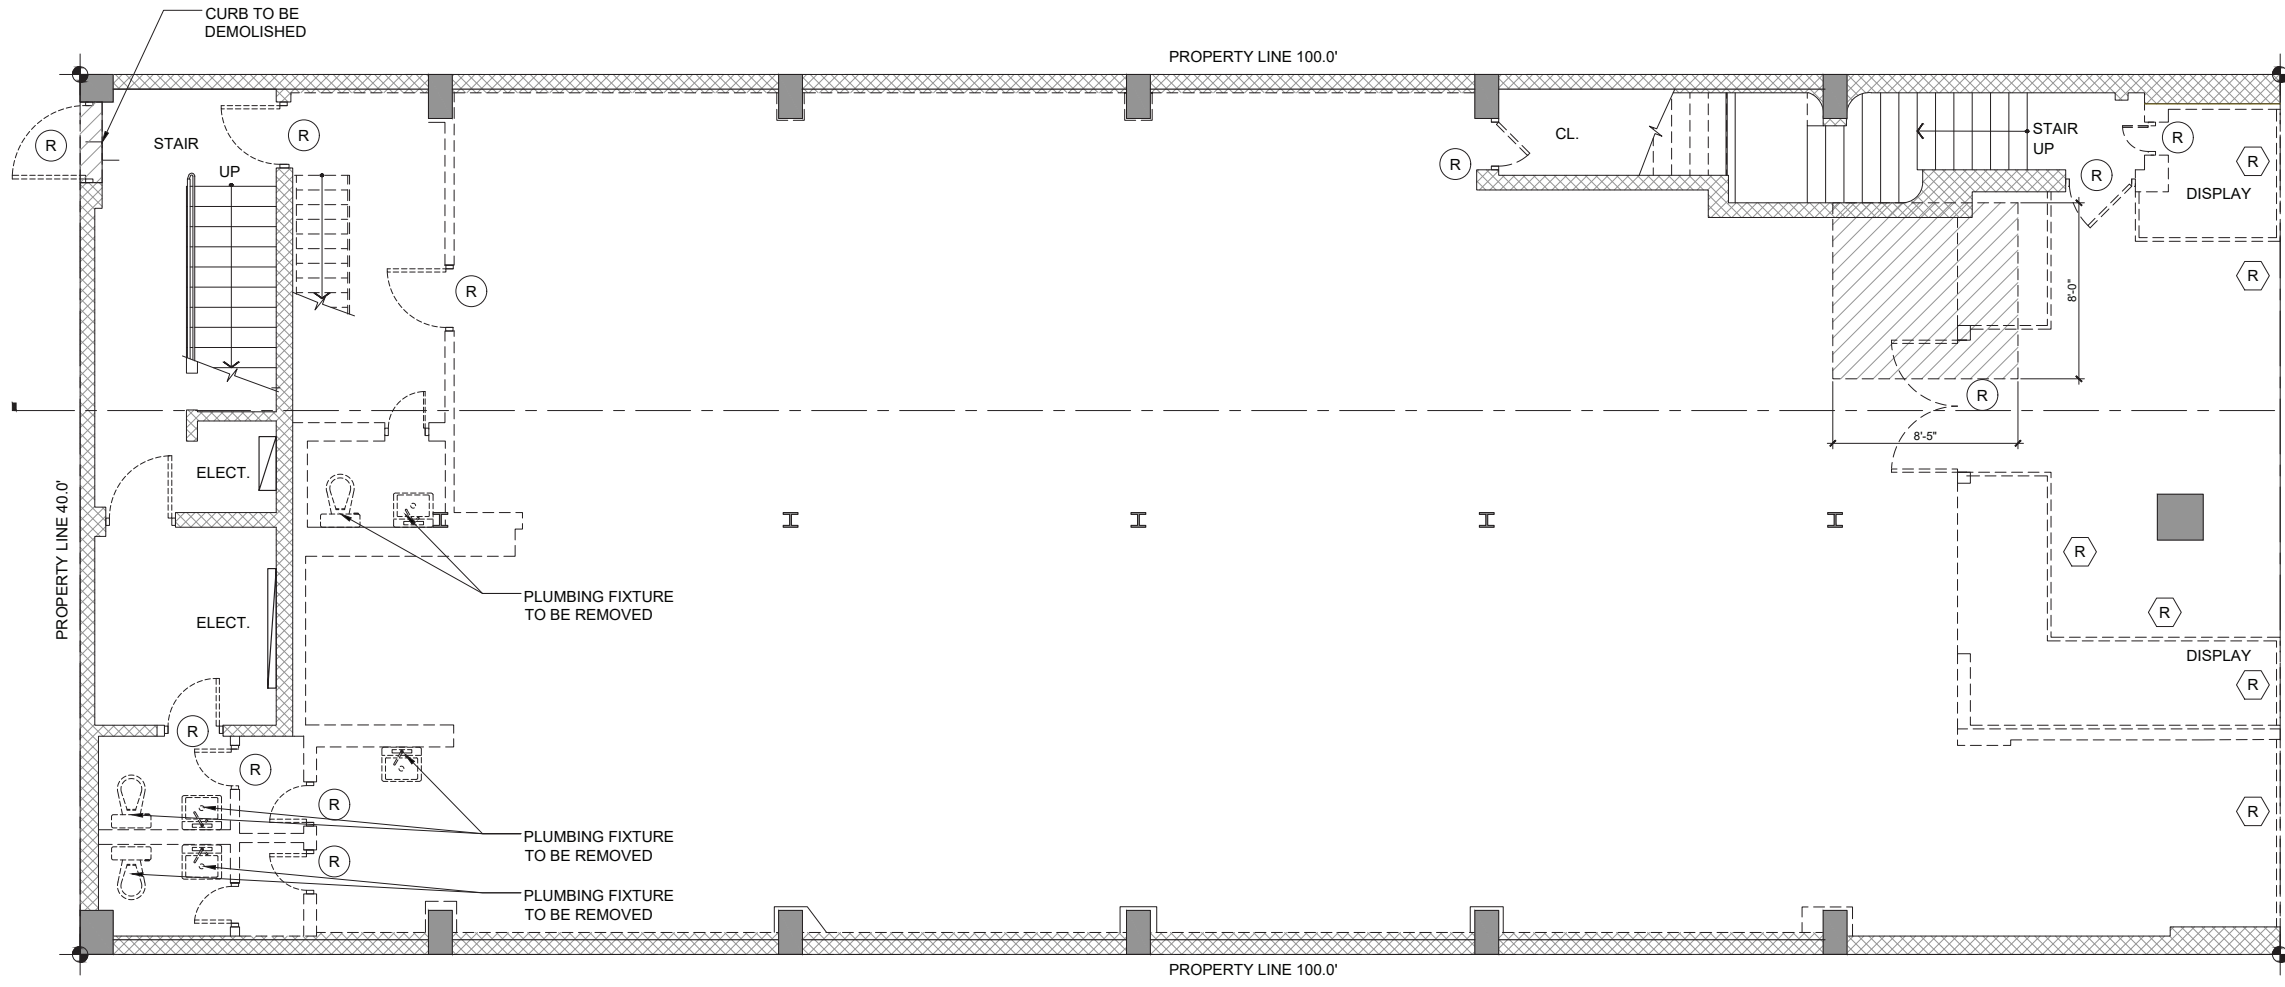 CURB TO BE
DEMOLISHED
PROPERTY LINE 100.0'
R
R
STAIR
UP
R
CL.
R
STAIR
UP
R
R
R
DISPLAY
R
8'-0"
R
8'-5"
PROPERTY LINE 40.0'
ELECT.
ELECT.
PLUMBING FIXTURE
TO BE REMOVED
R
R
DISPLAY
R
R
R
R
R
R
PLUMBING FIXTURE
TO BE REMOVED
PLUMBING FIXTURE
TO BE REMOVED
PROPERTY LINE 100.0'